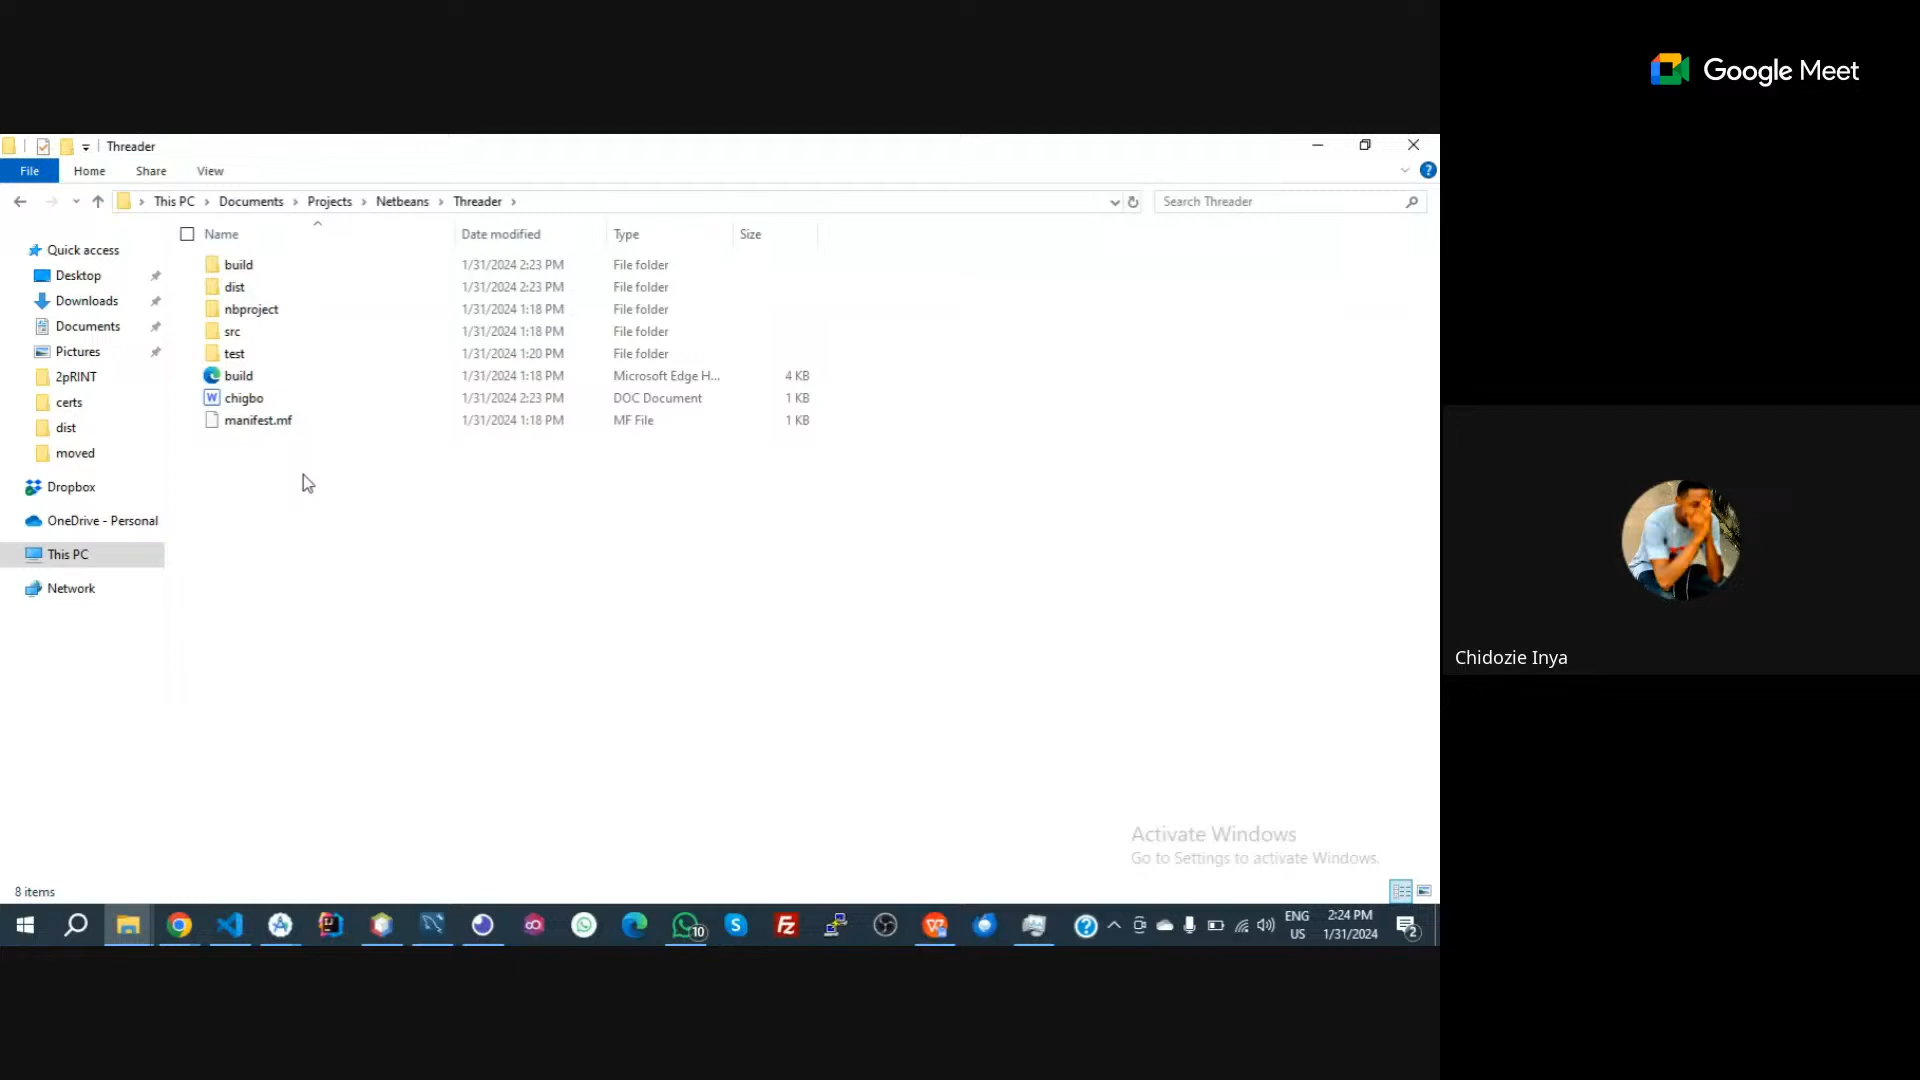 Google Meet
Threader
File Home Share View
This PC Documents Projects Netbeans Threader
Search Threader
Name Date modified Type Size
Quick access
Desktop
Downloads
Documents
Pictures
2pRINT
certs
dist
moved
Dropbox
OneDrive - Personal
This PC
Network
build 1/31/2024 2:23 PM File folder
dist 1/31/2024 2:23 PM File folder
nbproject 1/31/2024 1:18 PM File folder
src 1/31/2024 1:18 PM File folder
test 1/31/2024 1:20 PM File folder
build 1/31/2024 1:18 PM Microsoft Edge H... 4 KB
chigbo 1/31/2024 2:23 PM DOC Document 1 KB
manifest.mf 1/31/2024 1:18 PM MF File 1 KB
Chidozie Inya
Activate Windows
Go to Settings to activate Windows.
8 items
10
ENG
US
2:24 PM
1/31/2024
2